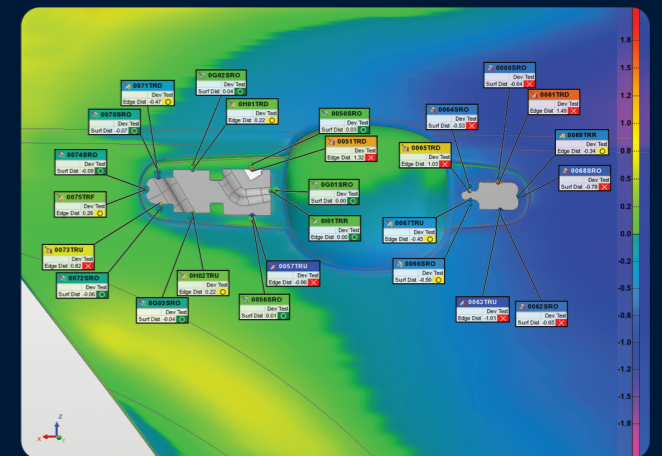 0071TRD
Dev Test
Edge Dist -0.47
0G02SRO
Dev Test
Surf Dist 0.04
0H01TRD
Dev Test
Edge Dist 0.22
0070SRO
Dev Test
Surf Dist -0.07
0050SRO
Dev Test
Surf Dist 0.03
0051TRD
Dev Test
Edge Dist 1.32
0074SRO
Dev Test
Surf Dist -0.09
0075TRF
Dev Test
Edge Dist 0.26
0G01SRO
Dev Test
Surf Dist 0.00
0I01TRR
Dev Test
Edge Dist 0.00
0073TRU
Dev Test
Edge Dist 0.82
0072SRO
Dev Test
Surf Dist -0.06
0H02TRU
Dev Test
Edge Dist 0.22
0G03SRO
Dev Test
Surf Dist -0.04
0057TRU
Dev Test
Edge Dist -0.96
0056SRO
Dev Test
Surf Dist 0.01
0060SRO
Dev Test
Surf Dist -0.64
0061TRD
Dev Test
Edge Dist 1.49
0064SRO
Dev Test
Surf Dist -0.53
0065TRD
Dev Test
Edge Dist 1.03
Dev Test
Edge Dist -0.34
0068SRO
Dev Test
Surf Dist -0.78
0067TRU
Dev Test
Edge Dist -0.45
0066SRO
Dev Test
Surf Dist -0.50
0063TRU
Dev Test
Edge Dist -1.01
0062SRO
Dev Test
Surf Dist -0.65
1.8
1.5
1.2
1.0
0.8
0.5
0.2
0.0
-0.2
-0.5
-0.8
-1.0
-1.2
-1.5
-1.8
Z
X
Y